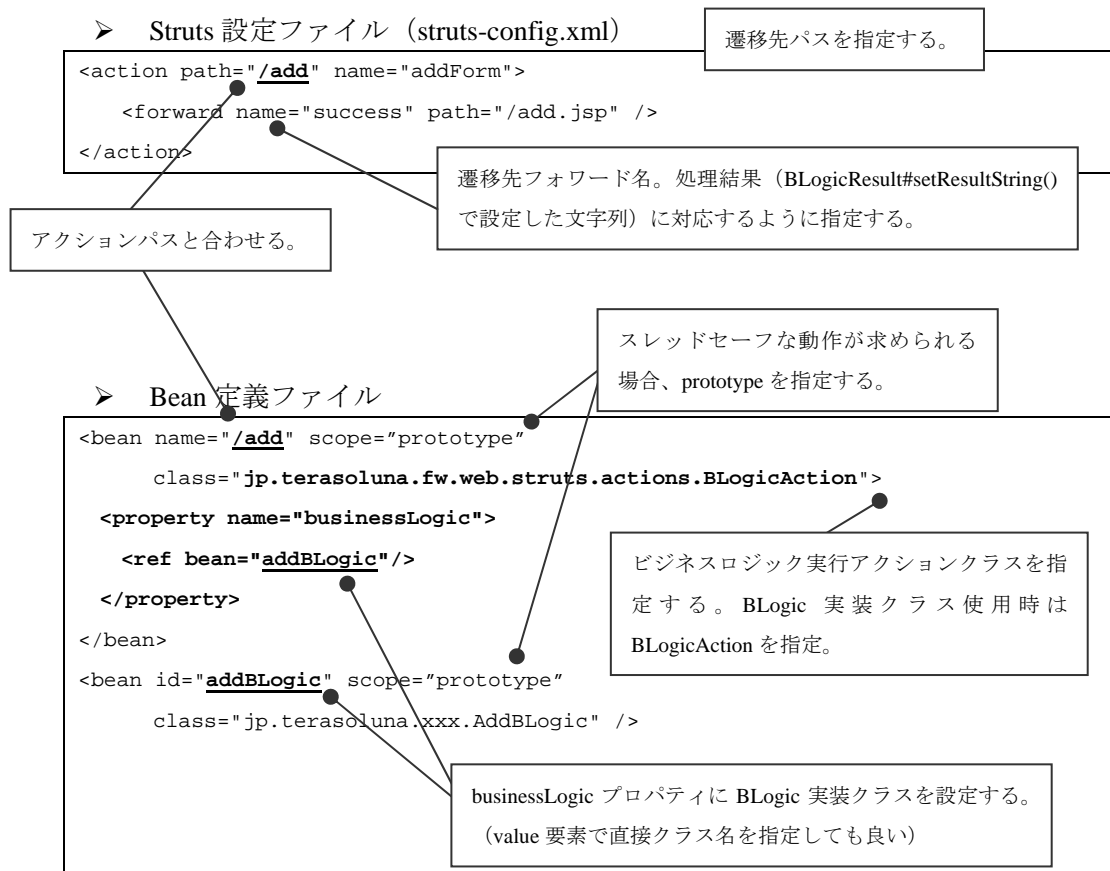 ➢ Struts 設定ファイル（struts-config.xml）
遷移先パスを指定する。
<action path="/add" name="addForm">
<forward name="success" path="/add.jsp" />
</action>
遷移先フォワード名。処理結果（BLogicResult#setResultString()
で設定した文字列）に対応するように指定する。
アクションパスと合わせる。
スレッドセーフな動作が求められる
場合、prototype を指定する。
➢ Bean 定義ファイル
<bean name="/add" scope=”prototype”
class="jp.terasoluna.fw.web.struts.actions.BLogicAction">
<property name="businessLogic">
<ref bean="addBLogic"/>
</property>
</bean>
ビジネスロジック実行アクションクラスを指
定する。BLogic 実装クラス使用時は
BLogicAction を指定。
<bean id="addBLogic" scope=”prototype”
class="jp.terasoluna.xxx.AddBLogic" />
businessLogic プロパティに BLogic 実装クラスを設定する。
（value 要素で直接クラス名を指定しても良い）